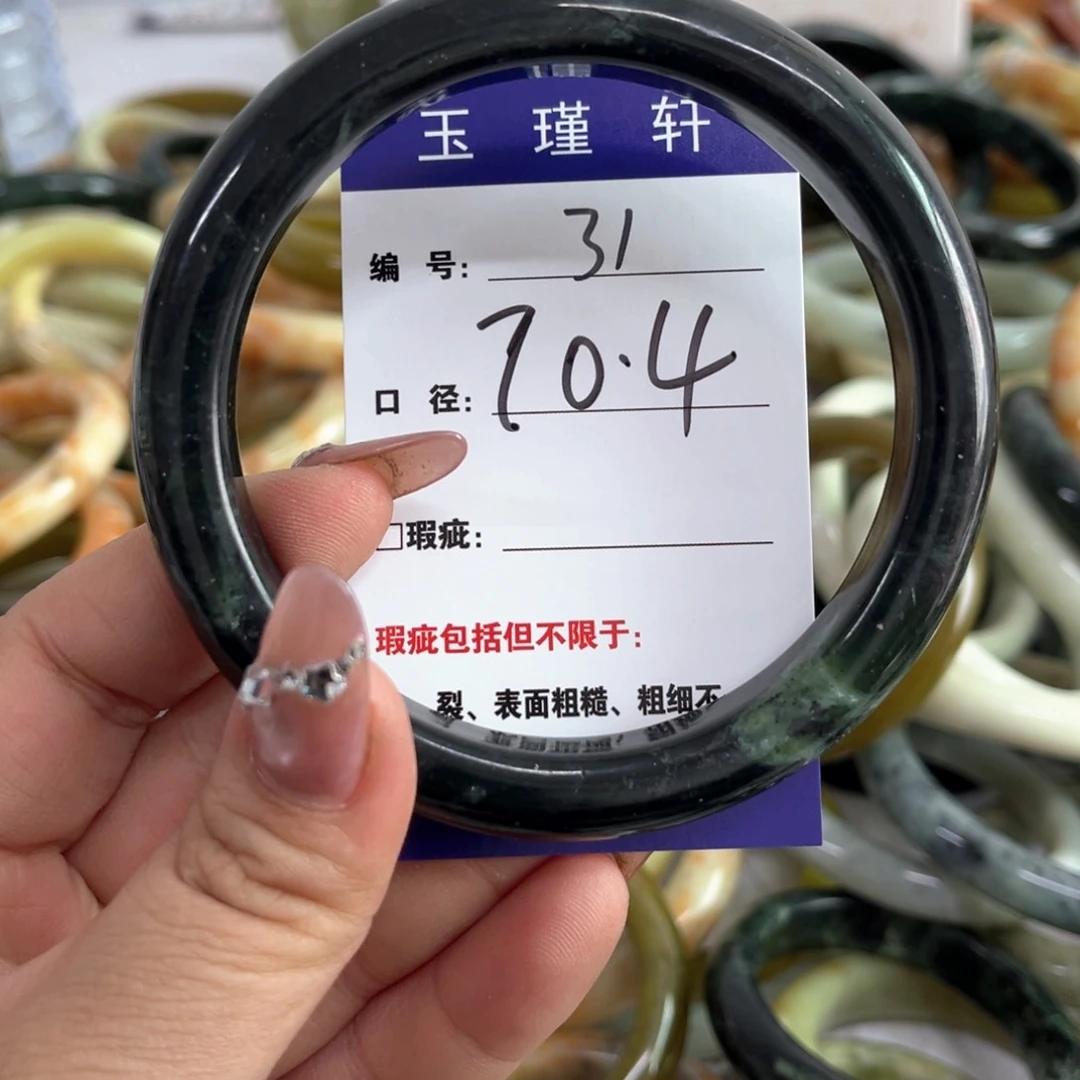 玉瑾轩
编号: 31
口径: 70.4
□瑕疵:
瑕疵包括但不限于:
裂、表面粗糙、粗细不